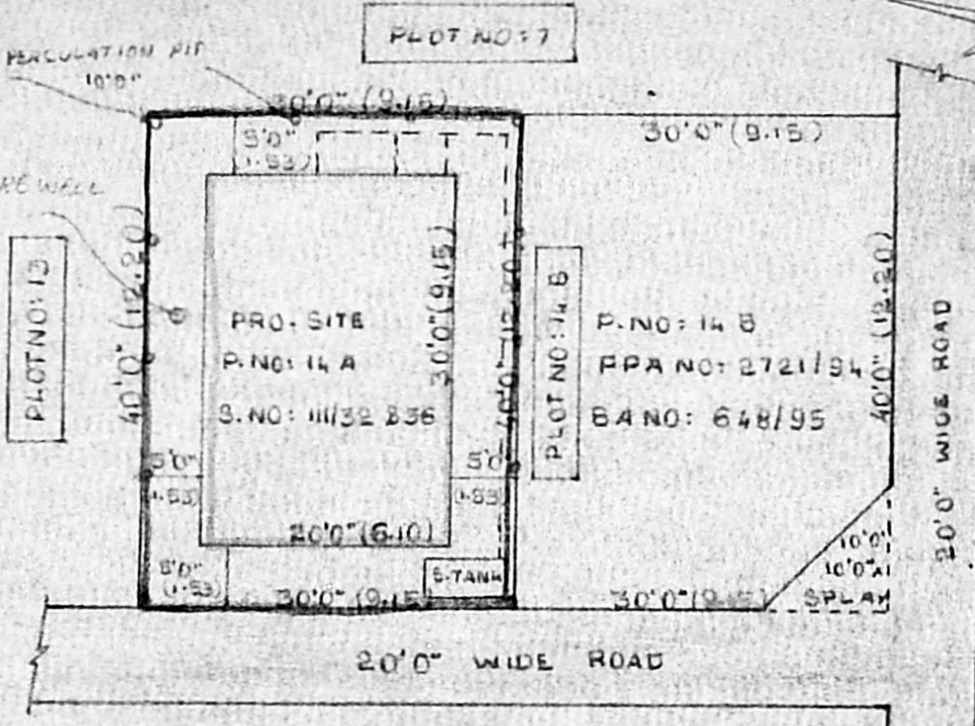 PLOT NO: 7
PERCULATION PIT
10'0"
30'0" (9.15)
30'0" (9.15)
5'0"
(1.53)
WELL
PLOT NO: 13
40'0" (12.20)
PRO. SITE
P. NO: 14 A
S. NO: 111/32 &36
30'0" (9.15)
40'0" (12.20)
PLOT NO: 14 B
P. NO: 14 B
PPA NO: 2721/94
BA NO: 648/95
40'0" (12.20)
20'0" WIDE ROAD
5'0"
(1.53)
5'0
(1.53)
20'0" (6.10)
5'0"
(1.53)
S.TANK
30'0" (9.15)
30'0" (9.15)
10'0"
10'0"
SPLAY
20'0" WIDE ROAD